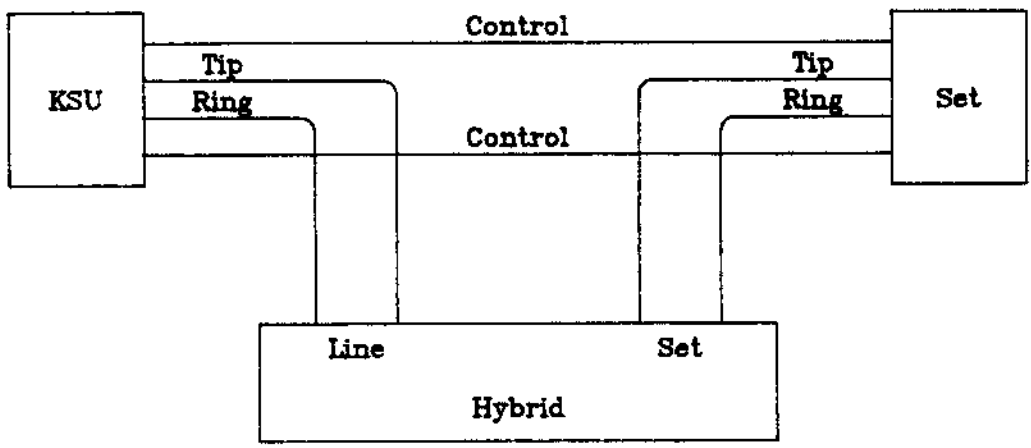 Control
Tip
Tip
KSU
Ring
Ring
Set
Control
Line
Set
Hybrid